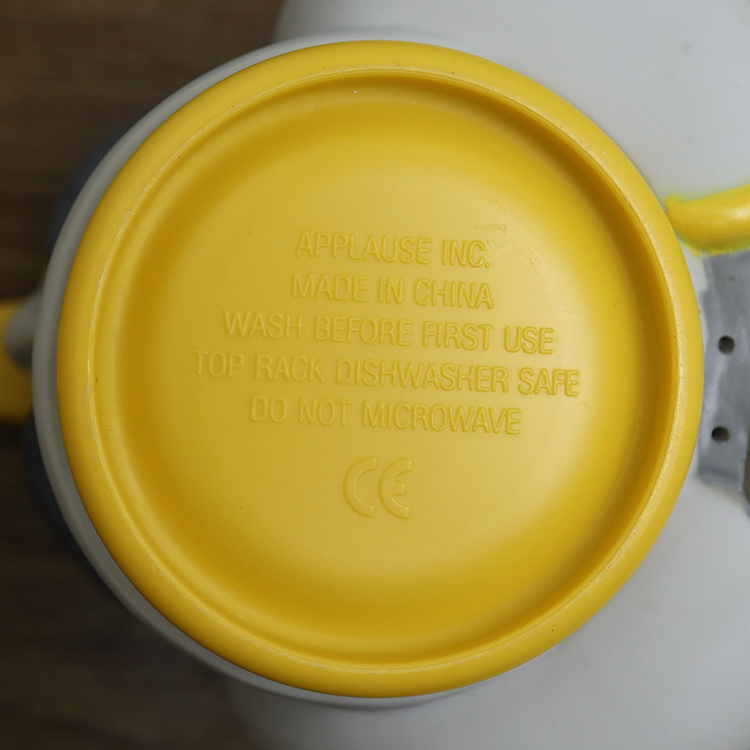 APPLAUSE INC.
MADE IN CHINA
WASH BEFORE FIRST USE
TOP RACK DISHWASHER SAFE
DO NOT MICROWAVE
CE